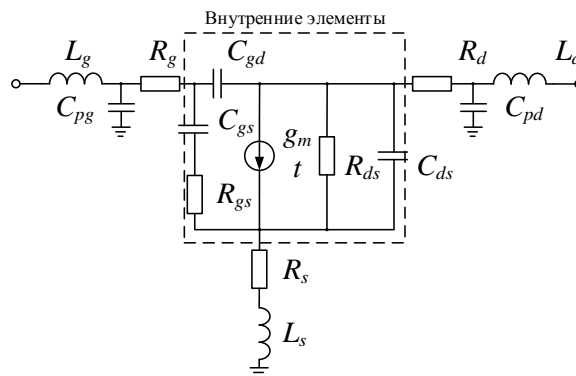 Внутренние элементы
L_g
R_g
C_gd
R_d
L_d
C_pg
C_gs
g_m
t
R_ds
C_ds
C_pd
R_gs
R_s
L_s